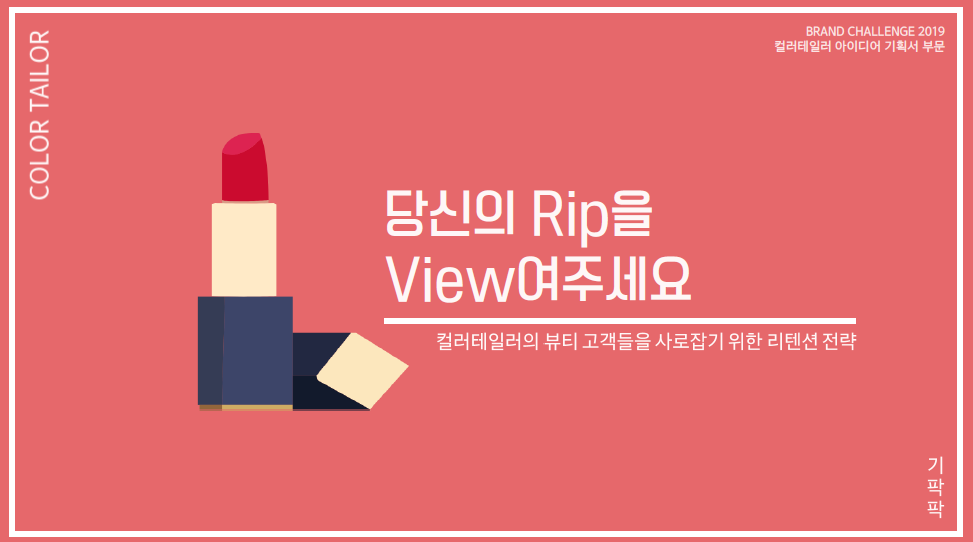 COLOR TAILOR
BRAND CHALLENGE 2019
컬러테일러 아이디어 기획서 부문
당신의 Rip을
View여주세요
컬러테일러의 뷰티 고객들을 사로잡기 위한 리텐션 전략
기
팍
팍